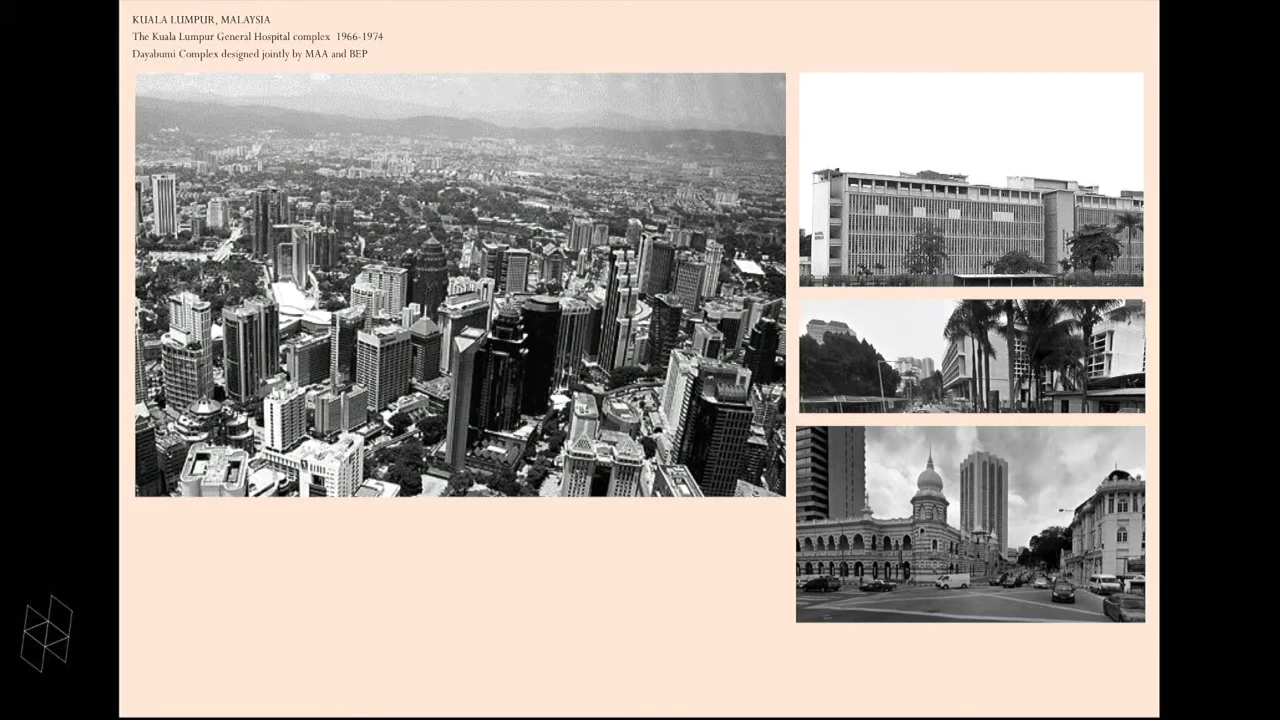 KUALA LUMPUR, MALAYSIA
The Kuala Lumpur General Hospital complex 1966-1974
Dayabumi Complex designed jointly by MAA and BEP